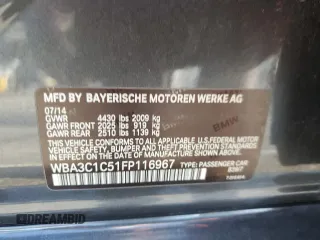 MFD BY BAYERISCHE MOTOREN WERKE AG
07/14
GVWR 4430 lbs 2009 kg
GAWR FRONT 2025 lbs 919 kg
GAWR REAR 2510 lbs 1139 kg
BMW
THIS VEHICLE CONFORMS TO ALL APPLICABLE
U.S. FEDERAL MOTOR VEHICLE SAFETY, BUMPER,
AND THEFT PREVENTION STANDARDS IN EFFECT ON
THE DATE OF MANUFACTURE SHOWN ABOVE.
WBA3C1C51FP116967 TYPE: PASSENGER CAR
AUTOBIDMASTER